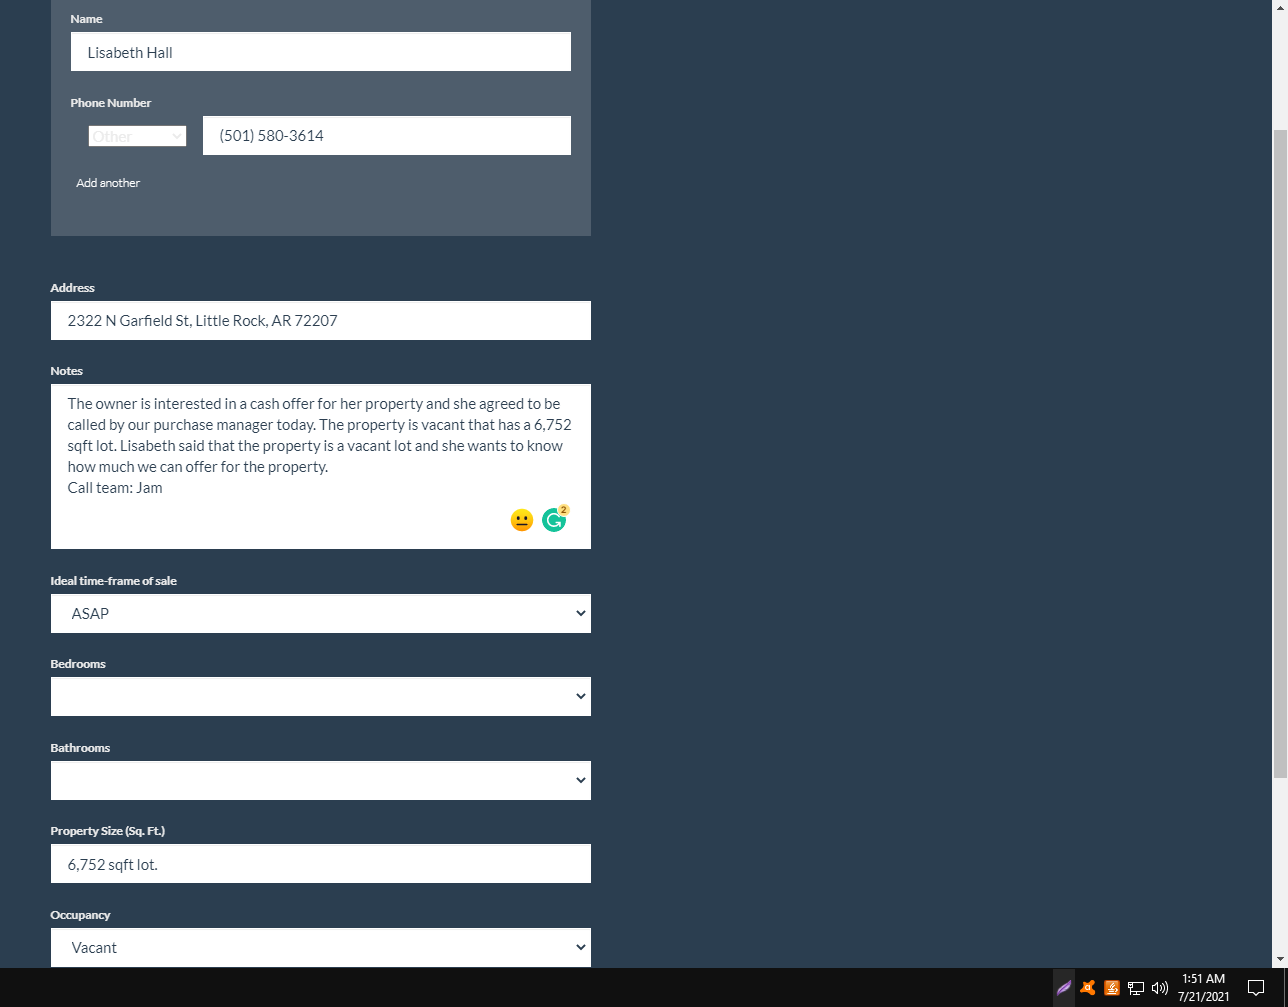 Name
Lisabeth Hall
Phone Number
Other
(501) 580-3614
Add another
Address
2322 N Garfield St, Little Rock, AR 72207
Notes
The owner is interested in a cash offer for her property and she agreed to be
called by our purchase manager today. The property is vacant that has a 6,752
sqft lot. Lisabeth said that the property is a vacant lot and she wants to know
how much we can offer for the property.
Call team: Jam
2
Ideal time-frame of sale
ASAP
Bedrooms
Bathrooms
Property Size (Sq. Ft.)
6,752 sqft lot.
Occupancy
Vacant
1:51 AM
7/21/2021